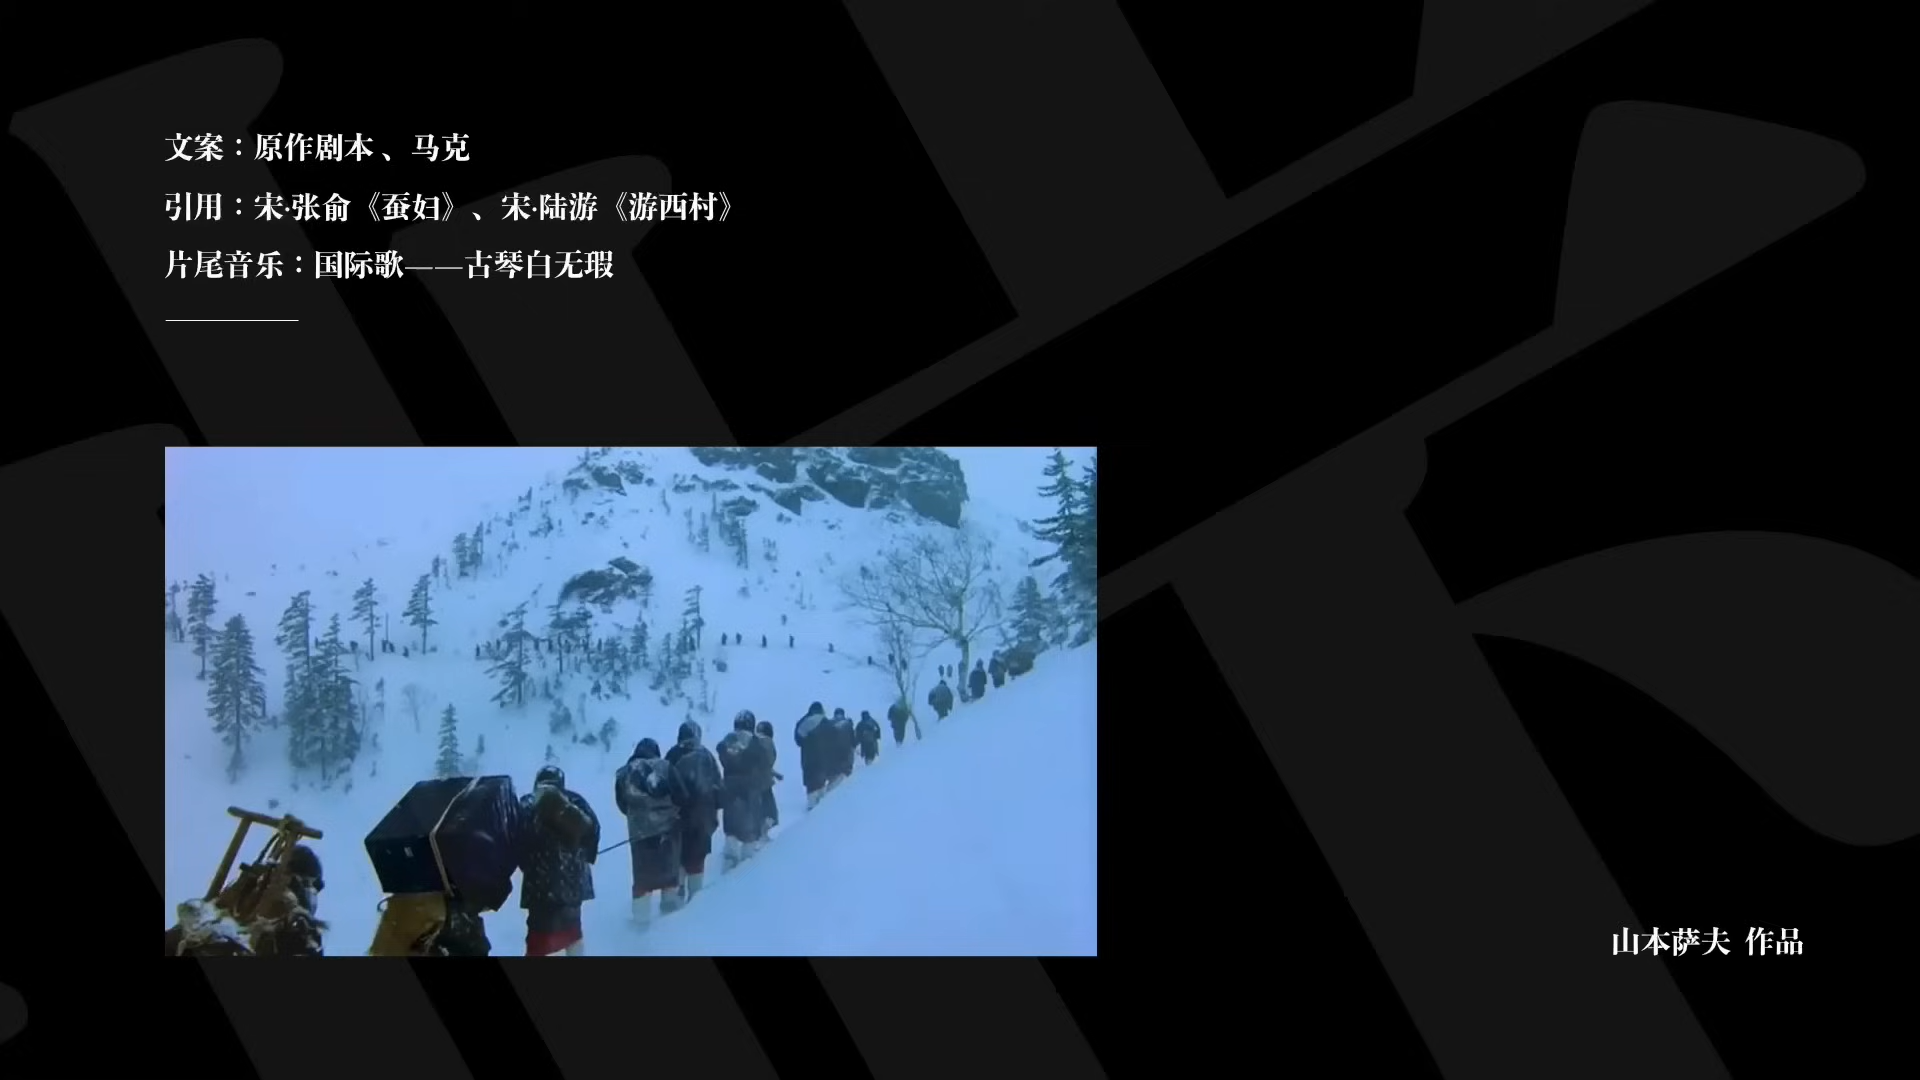 文案：原作剧本、马克
引用：宋·张俞《蚕妇》、宋·陆游《游西村》
片尾音乐：国际歌——古琴白无瑕
山本萨夫 作品